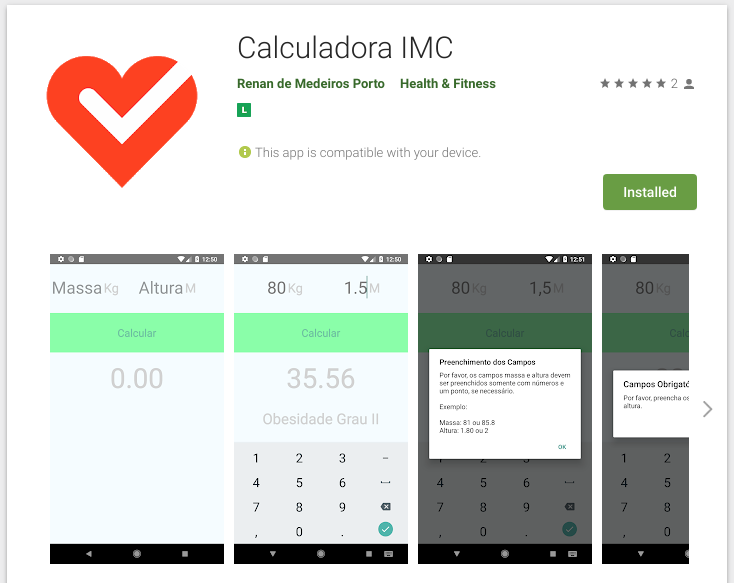 Calculadora IMC
Renan de Medeiros Porto Health & Fitness
2
L
This app is compatible with your device.
Installed
12:50
Massa Kg Altura M
Calcular
0.00
12:50
80 Kg 1.5 M
Calcular
35.56
Obesidade Grau II
1 2 3 –
4 5 6
7 8 9
, 0 .
12:51
80 Kg 1,5 M
Calcular
Preenchimento dos Campos
Por favor, os campos massa e altura devem
ser preenchidos somente com números e
um ponto, se necessário.
Exemplo:
Massa: 81 ou 85.8
Altura: 1.80 ou 2
OK
1 2 3 –
4 5 6
7 8 9
, 0 .
80 Kg
Calc
Campos Obrigató
Por favor, preencha os
altura.
1 2
4 5
7 8
, 0